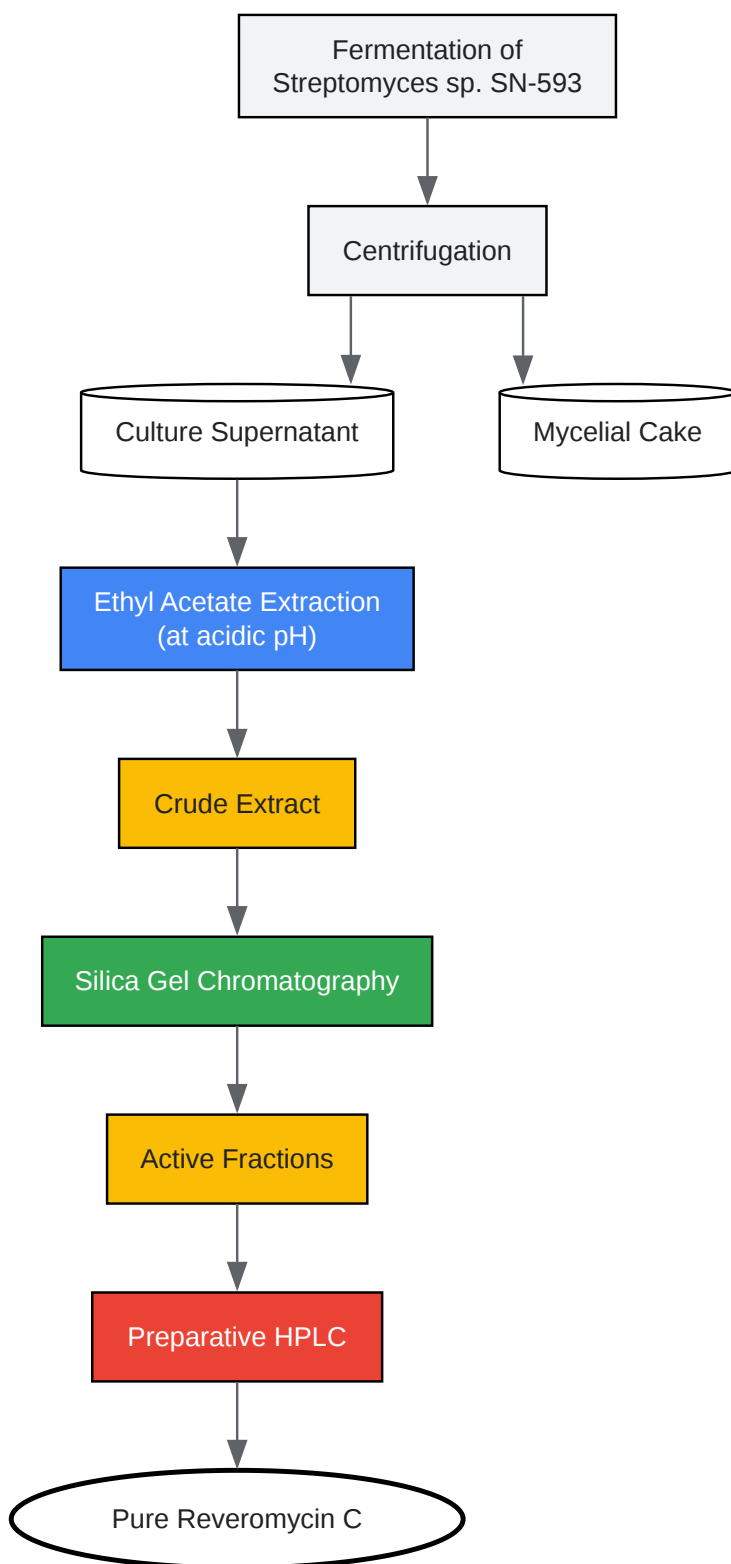 Fermentation of
Streptomyces sp. SN-593
Centrifugation
Culture Supernatant
Mycelial Cake
Ethyl Acetate Extraction
(at acidic pH)
Crude Extract
Silica Gel Chromatography
Active Fractions
Preparative HPLC
Pure Reveromycin C